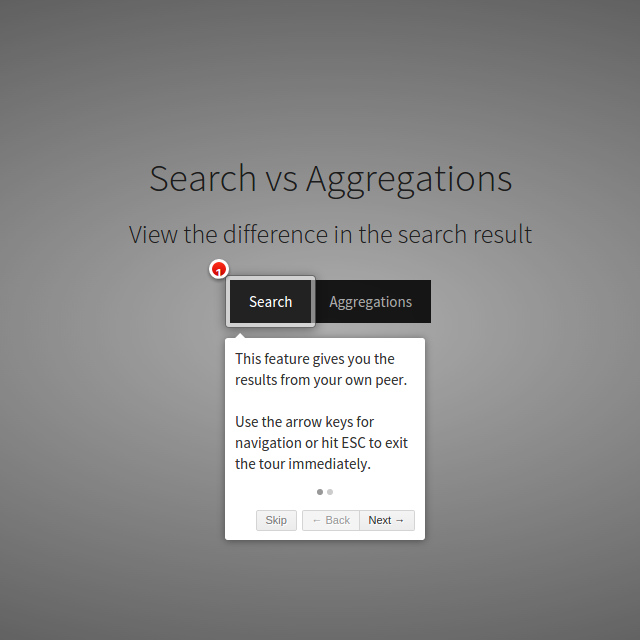 Search vs Aggregations
View the difference in the search result
1
Search
Aggregations
This feature gives you the
results from your own peer.
Use the arrow keys for
navigation or hit ESC to exit
the tour immediately.
Skip
← Back
Next →